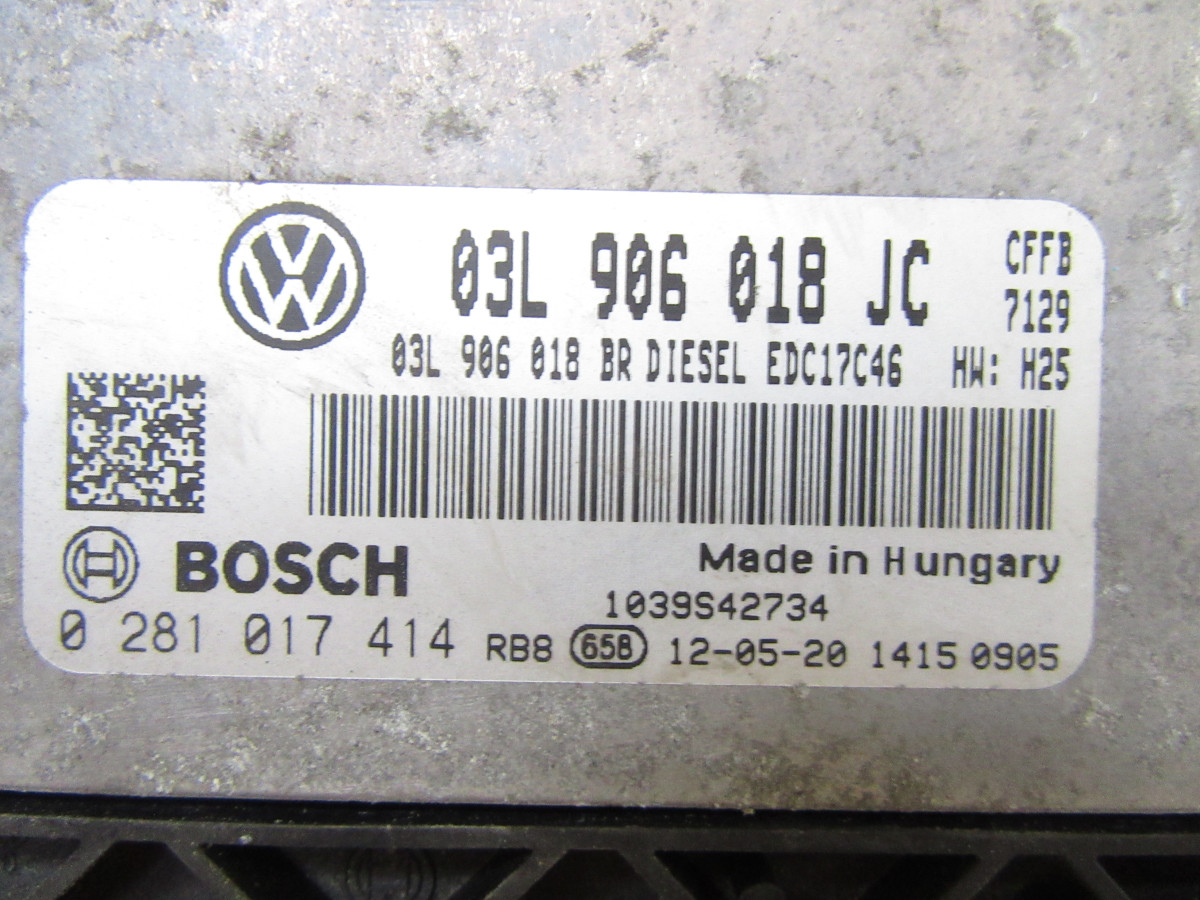 03L 906 018 JC
CFFB
7129
03L 906 018 BR DIESEL EDC17C46 HW: H25
BOSCH
Made in Hungary
1039S42734
0 281 017 414 RB8 65B 12-05-20 1415 0905